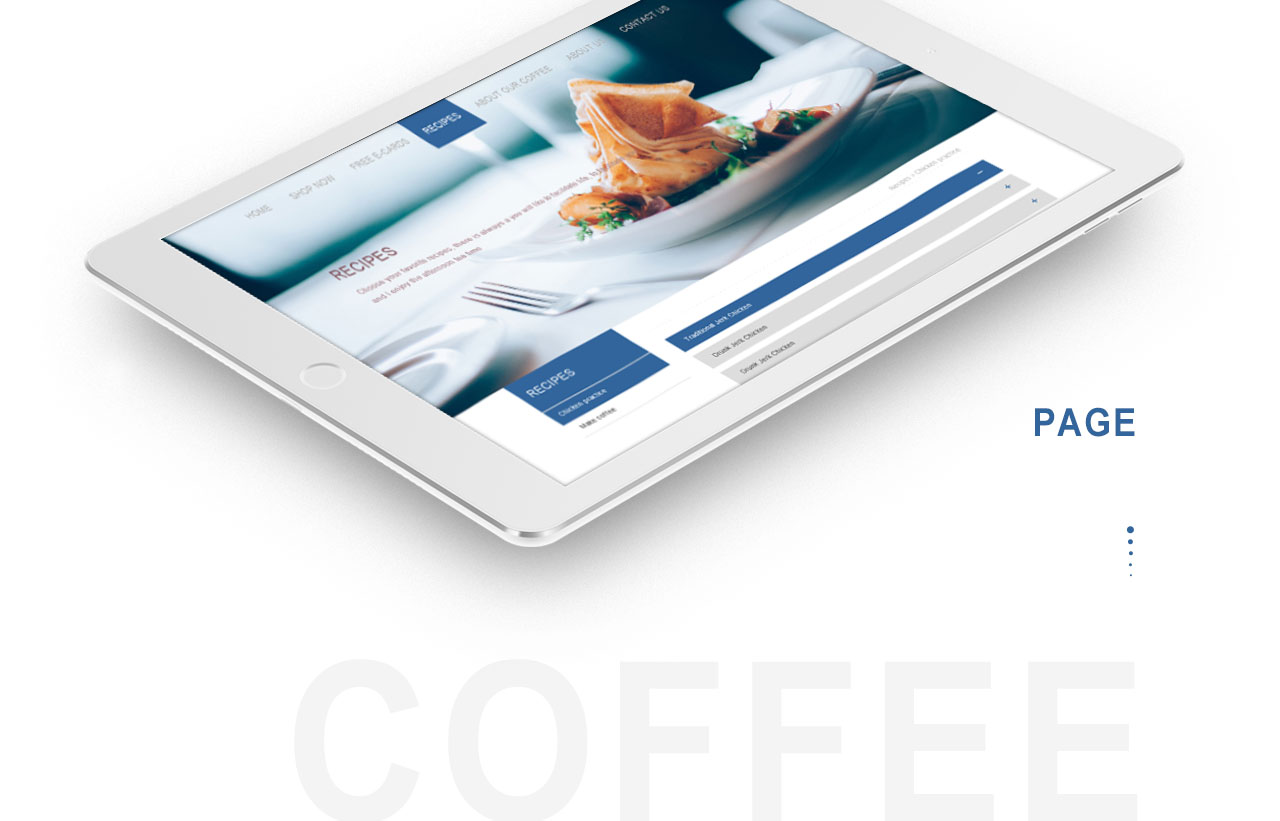 HOME
SHOP NOW
FREE E-CARDS
RECIPES
ABOUT OUR COFFEE
ABOUT US
CONTACT US
RECIPES
Choose your favorite recipes, there is always a you will like to facilitate life, to
and I enjoy the afternoon tea time
Recipes > Chicken practice
RECIPES
Chicken practice
Make coffee
Traditional Jerk Chicken −
Drunk Jerk Chicken +
Drunk Jerk Chicken +
PAGE
COFFEE